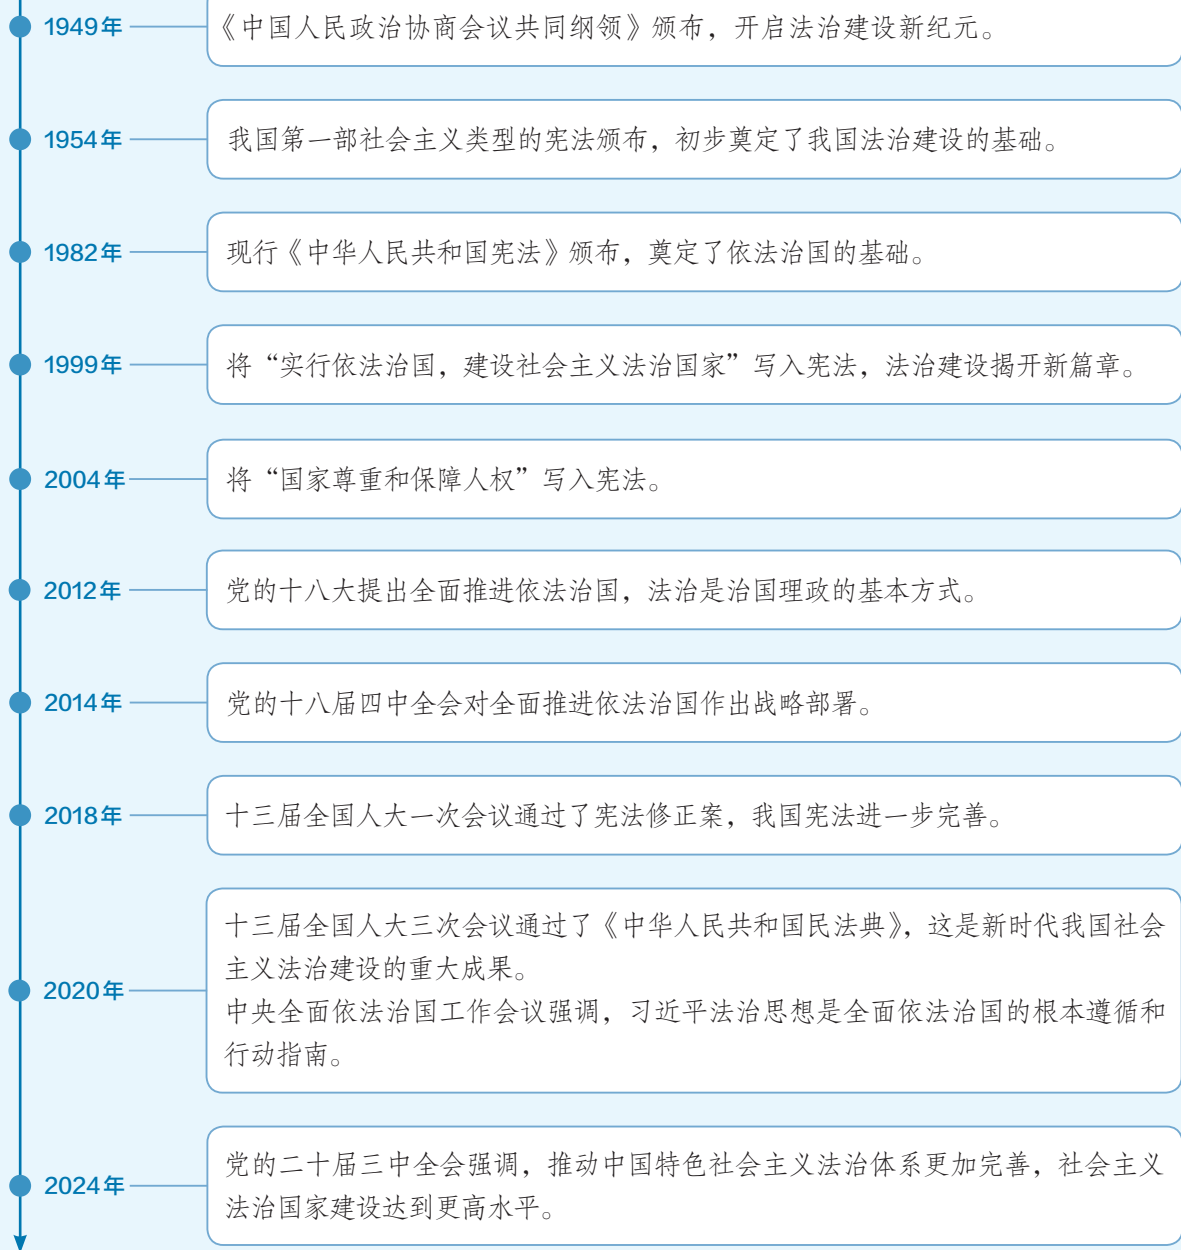 1949年
《中国人民政治协商会议共同纲领》颁布，开启法治建设新纪元。
1954年
我国第一部社会主义类型的宪法颁布，初步奠定了我国法治建设的基础。
1982年
现行《中华人民共和国宪法》颁布，奠定了依法治国的基础。
1999年
将“实行依法治国，建设社会主义法治国家”写入宪法，法治建设揭开新篇章。
2004年
将“国家尊重和保障人权”写入宪法。
2012年
党的十八大提出全面推进依法治国，法治是治国理政的基本方式。
2014年
党的十八届四中全会对全面推进依法治国作出战略部署。
2018年
十三届全国人大一次会议通过了宪法修正案，我国宪法进一步完善。
2020年
十三届全国人大三次会议通过了《中华人民共和国民法典》，这是新时代我国社会
主义法治建设的重大成果。
中央全面依法治国工作会议强调，习近平法治思想是全面依法治国的根本遵循和
行动指南。
2024年
党的二十届三中全会强调，推动中国特色社会主义法治体系更加完善，社会主义
法治国家建设达到更高水平。